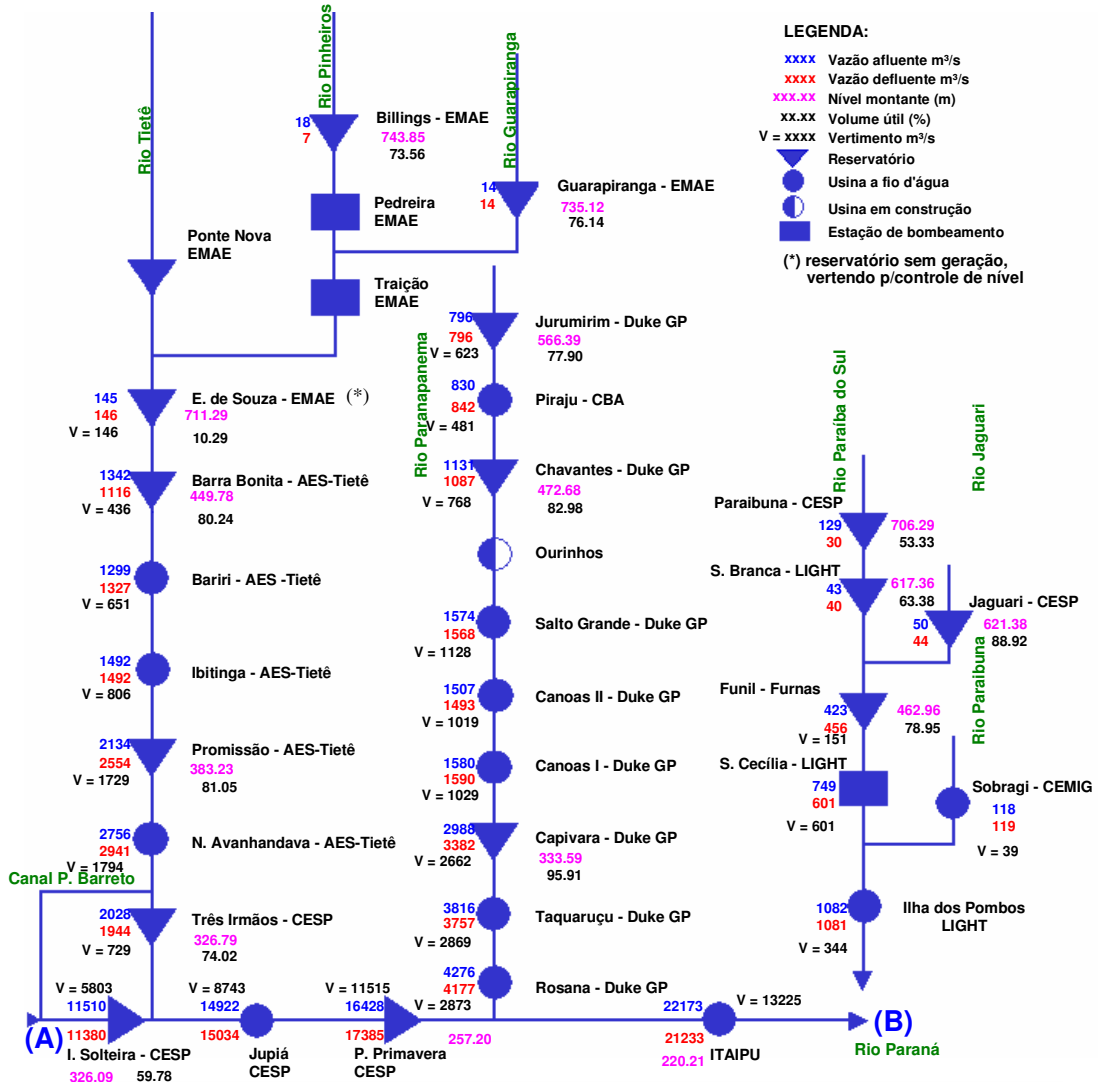 LEGENDA:
xxxx Vazão afluente m³/s
xxxx Vazão defluente m³/s
xxx.xx Nível montante (m)
xx.xx Volume útil (%)
V = xxxx Vertimento m³/s
Reservatório
Usina a fio d'água
Usina em construção
Estação de bombeamento
(*) reservatório sem geração,
vertendo p/controle de nível
Rio Tietê
Rio Pinheiros
Rio Guarapiranga
Billings - EMAE
18
7
743.85
73.56
Guarapiranga - EMAE
14
14
735.12
76.14
Pedreira
EMAE
Ponte Nova
EMAE
Traição
EMAE
E. de Souza - EMAE (*)
145
146
V = 146
711.29
10.29
Barra Bonita - AES-Tietê
1342
1116
V = 436
449.78
80.24
Bariri - AES -Tietê
1299
1327
V = 651
Ibitinga - AES-Tietê
1492
1492
V = 806
Promissão - AES-Tietê
2134
2554
V = 1729
383.23
81.05
N. Avanhandava - AES-Tietê
2756
2941
V = 1794
Canal P. Barreto
Três Irmãos - CESP
2028
1944
V = 729
326.79
74.02
Rio Paranapanema
Jurumirim - Duke GP
796
796
V = 623
566.39
77.90
Piraju - CBA
830
842
V = 481
Chavantes - Duke GP
1131
1087
V = 768
472.68
82.98
Ourinhos
Salto Grande - Duke GP
1574
1568
V = 1128
Canoas II - Duke GP
1507
1493
V = 1019
Canoas I - Duke GP
1580
1590
V = 1029
Capivara - Duke GP
2988
3382
V = 2662
333.59
95.91
Taquaruçu - Duke GP
3816
3757
V = 2869
Rosana - Duke GP
4276
4177
V = 2873
Rio Paraíba do Sul
Rio Jaguari
Paraibuna - CESP
129
30
706.29
53.33
S. Branca - LIGHT
43
40
617.36
63.38
Jaguari - CESP
50
44
621.38
88.92
Rio Paraibuna
Funil - Furnas
423
456
V = 151
462.96
78.95
S. Cecília - LIGHT
749
601
V = 601
Sobragi - CEMIG
118
119
V = 39
Ilha dos Pombos
LIGHT
1082
1081
V = 344
(A)
V = 5803
11510
11380
I. Solteira - CESP
326.09 59.78
V = 8743
14922
15034
Jupiá
CESP
V = 11515
16428
17385
P. Primavera
CESP
257.20
22173
V = 13225
21233
220.21
ITAIPU
(B)
Rio Paraná